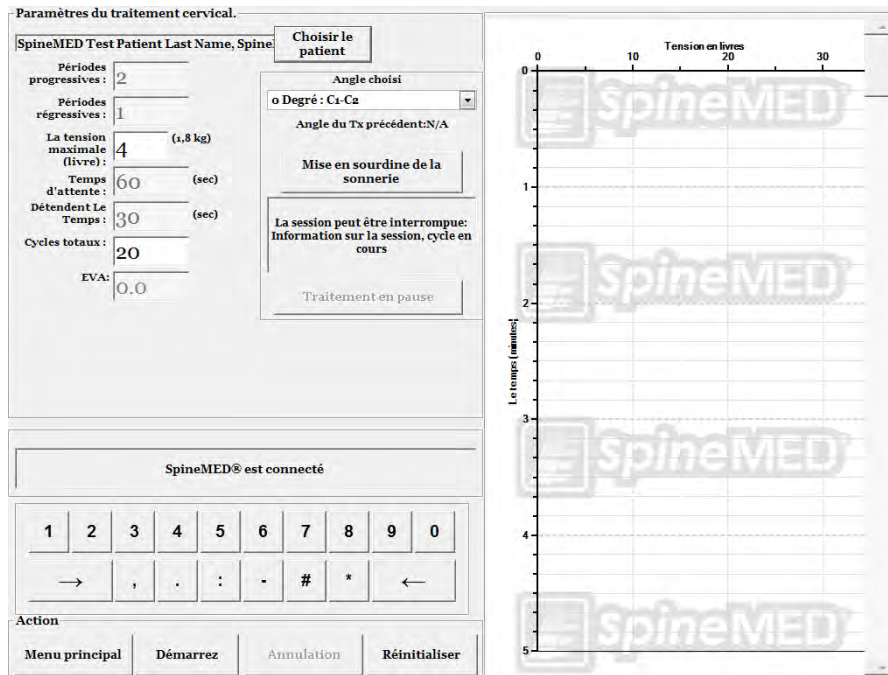 Paramètres du traitement cervical.
SpineMED Test Patient Last Name, Spine
Choisir le
patient
Périodes
progressives :
2
Périodes
régressives :
1
La tension
maximale
(livre) :
4
(1,8 kg)
Temps
d'attente :
60
(sec)
Détendent Le
Temps :
30
(sec)
Cycles totaux :
20
EVA:
0.0
Angle choisi
0 Degré : C1-C2
Angle du Tx précédent:N/A
Mise en sourdine de la
sonnerie
La session peut être interrompue:
Information sur la session, cycle en
cours
Traitement en pause
SpineMED® est connecté
1 2 3 4 5 6 7 8 9 0
→ , . : - # * ←
Action
Menu principal Démarrez Annulation Réinitialiser
Tension en livres
0 10 20 30
0
1
2
3
4
5
Le temps (minutes)
SpineMED
SpineMED
SpineMED
SpineMED